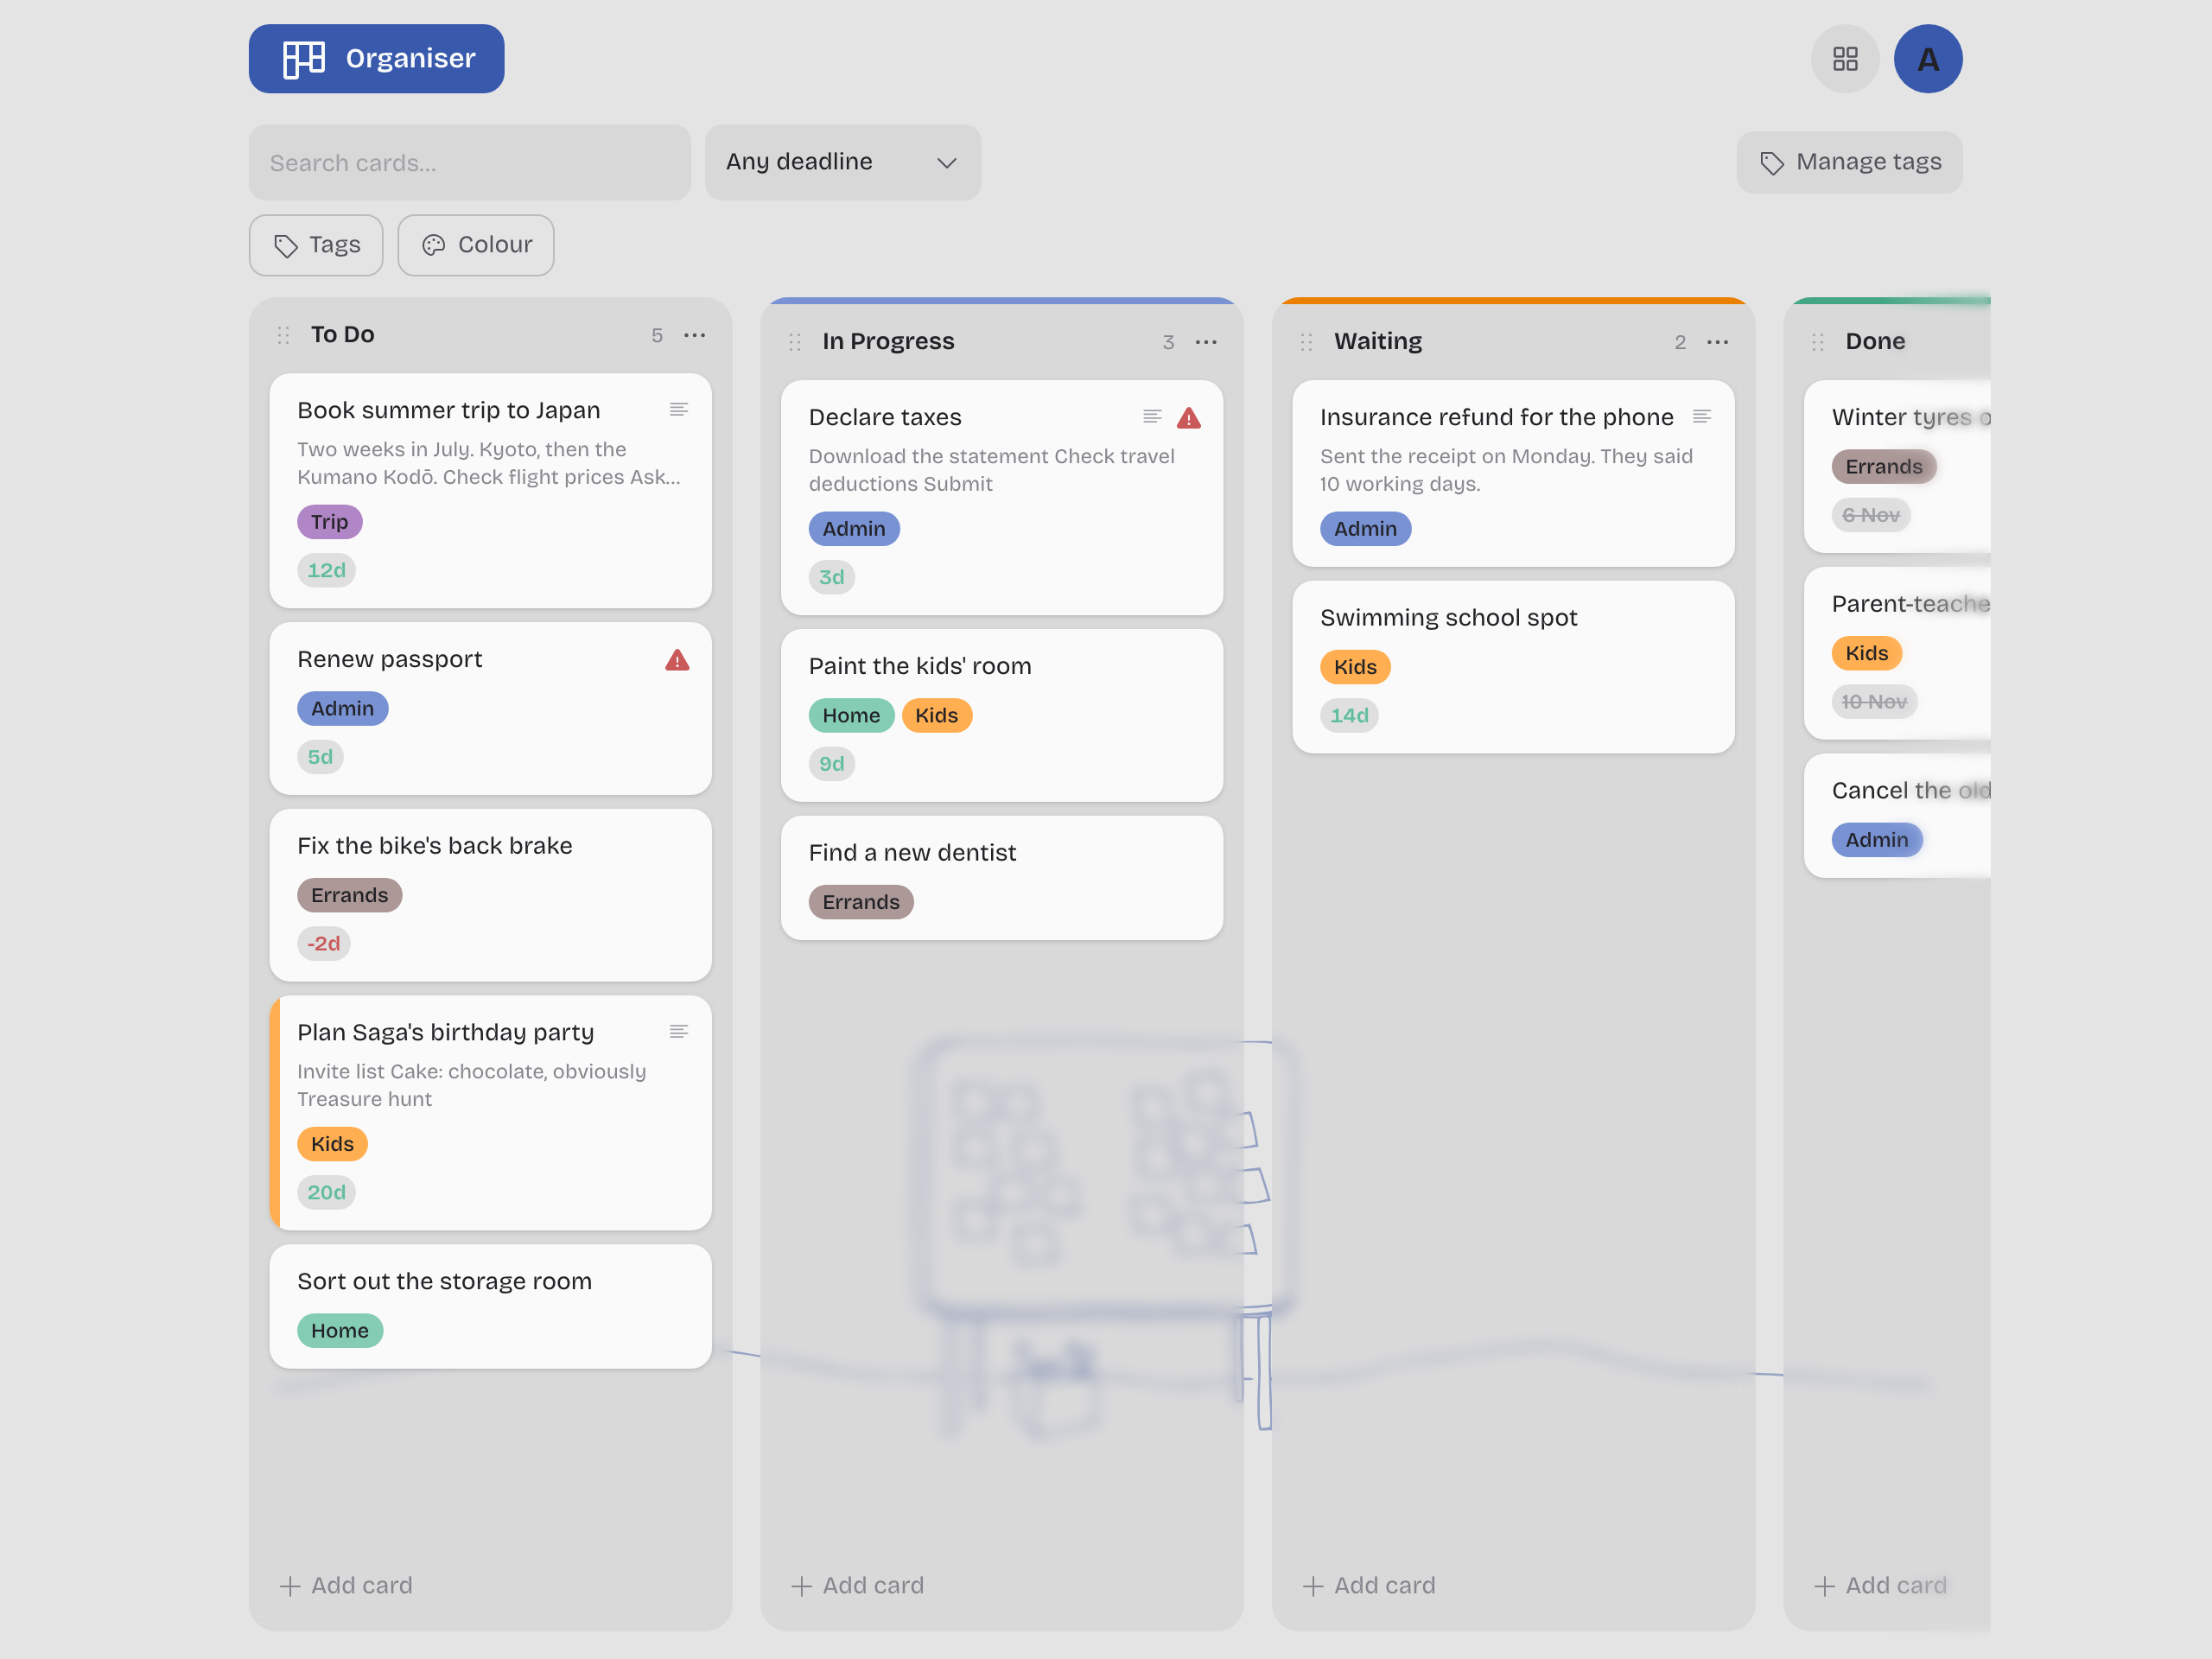 Organiser
A
Search cards...
Any deadline
Manage tags
Tags
Colour
To Do
5
Book summer trip to Japan
Two weeks in July. Kyoto, then the
Kumano Kodō. Check flight prices Ask...
Trip
12d
Renew passport
Admin
5d
Fix the bike's back brake
Errands
-2d
Plan Saga's birthday party
Invite list Cake: chocolate, obviously
Treasure hunt
Kids
20d
Sort out the storage room
Home
Add card
In Progress
3
Declare taxes
Download the statement Check travel
deductions Submit
Admin
3d
Paint the kids' room
Home
Kids
9d
Find a new dentist
Errands
Add card
Waiting
2
Insurance refund for the phone
Sent the receipt on Monday. They said
10 working days.
Admin
Swimming school spot
Kids
14d
Add card
Done
Winter tyres
Errands
6 Nov
Parent-teache
Kids
10 Nov
Cancel the old
Admin
Add card